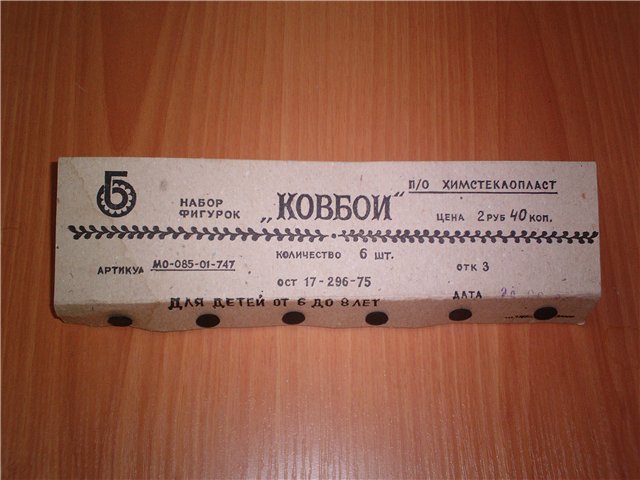 Б
НАБОР ФИГУРОК
„КОВБОИ“
П/О ХИМСТЕКЛОПЛАСТ
ЦЕНА 2 РУБ 40 КОП.
АРТИКУЛ МО-085-01-747
КОЛИЧЕСТВО 6 ШТ.
ОТК 3
ОСТ 17-296-75
ДАТА
ДЛЯ ДЕТЕЙ ОТ 6 ДО 8 ЛЕТ